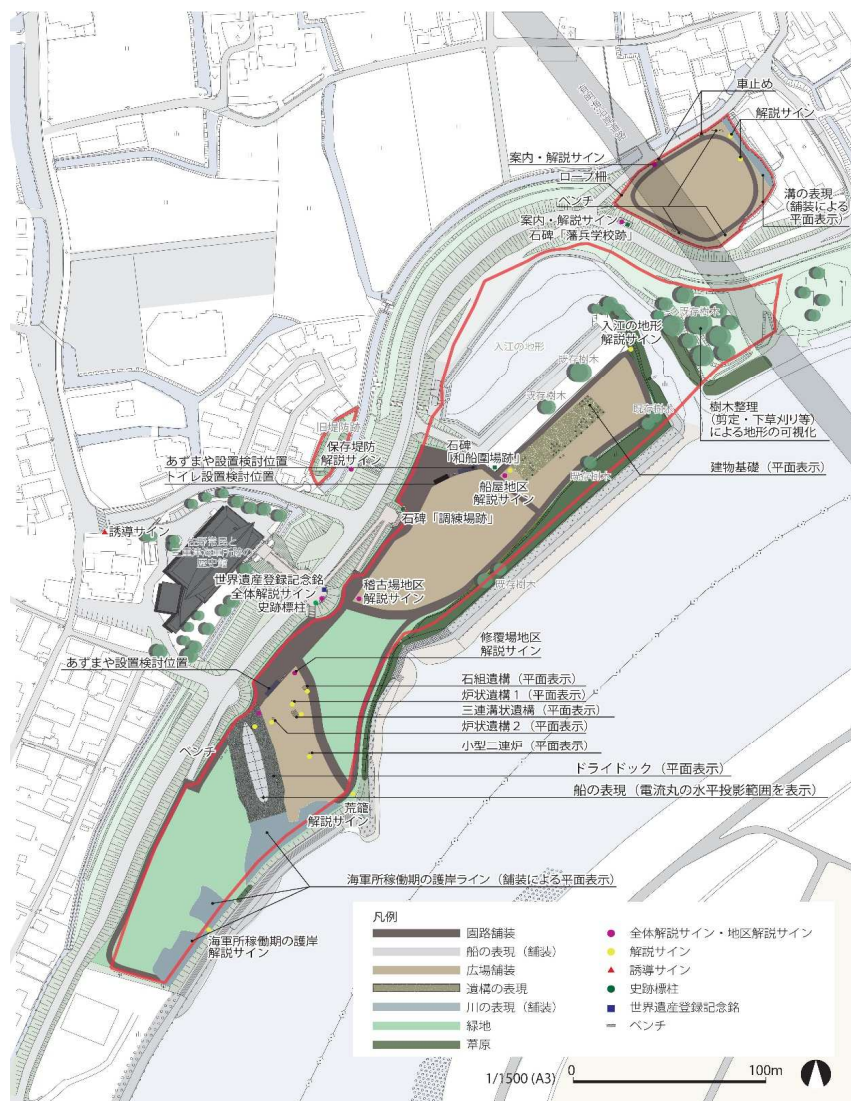 車止め
解説サイン
案内・解説サイン
ロープ柵
ベンチ
溝の表現
(舗装による
平面表示)
案内・解説サイン
石碑「藩兵学校跡」
既存樹木
入江の地形
解説サイン
入江の地形
既存樹木
既存樹木
既存樹木
樹木整理
(剪定・下草刈り等)
による地形の可視化
旧堤防跡
保存堤防
解説サイン
石碑
「和船囲場跡」
あずまや設置検討位置
トイレ設置検討位置
船屋地区
解説サイン
既存樹木
建物基礎(平面表示)
石碑「調練場跡」
誘導サイン
佐野常民と
三重津海軍所跡の
歴史館
世界遺産登録記念銘
全体解説サイン
史跡標柱
稽古場地区
解説サイン
既存樹木
あずまや設置検討位置
修覆場地区
解説サイン
石組遺構(平面表示)
炉状遺構1(平面表示)
三連溝状遺構(平面表示)
炉状遺構2(平面表示)
小型二連炉(平面表示)
ベンチ
ドライドック(平面表示)
船の表現(電流丸の水平投影範囲を表示)
荒籠
解説サイン
海軍所稼働期の護岸ライン(舗装による平面表示)
海軍所稼働期の護岸
解説サイン
凡例
固路舗装
船の表現(舗装)
広場舗装
遺構の表現
川の表現(舗装)
緑地
葦原
全体解説サイン・地区解説サイン
解説サイン
誘導サイン
史跡標柱
世界遺産登録記念銘
ベンチ
1/1500 (A3)
0
100m